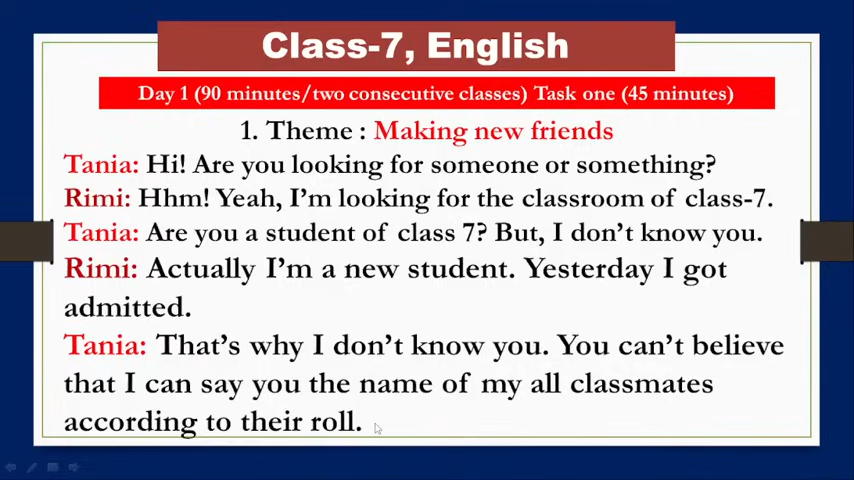 Class-7, English
Day 1 (90 minutes/two consecutive classes) Task one (45 minutes)
1. Theme : Making new friends
Tania: Hi! Are you looking for someone or something?
Rimi: Hhm! Yeah, I'm looking for the classroom of class-7.
Tania: Are you a student of class 7? But, I don't know you.
Rimi: Actually I'm a new student. Yesterday I got
admitted.
Tania: That's why I don't know you. You can't believe
that I can say you the name of my all classmates
according to their roll.